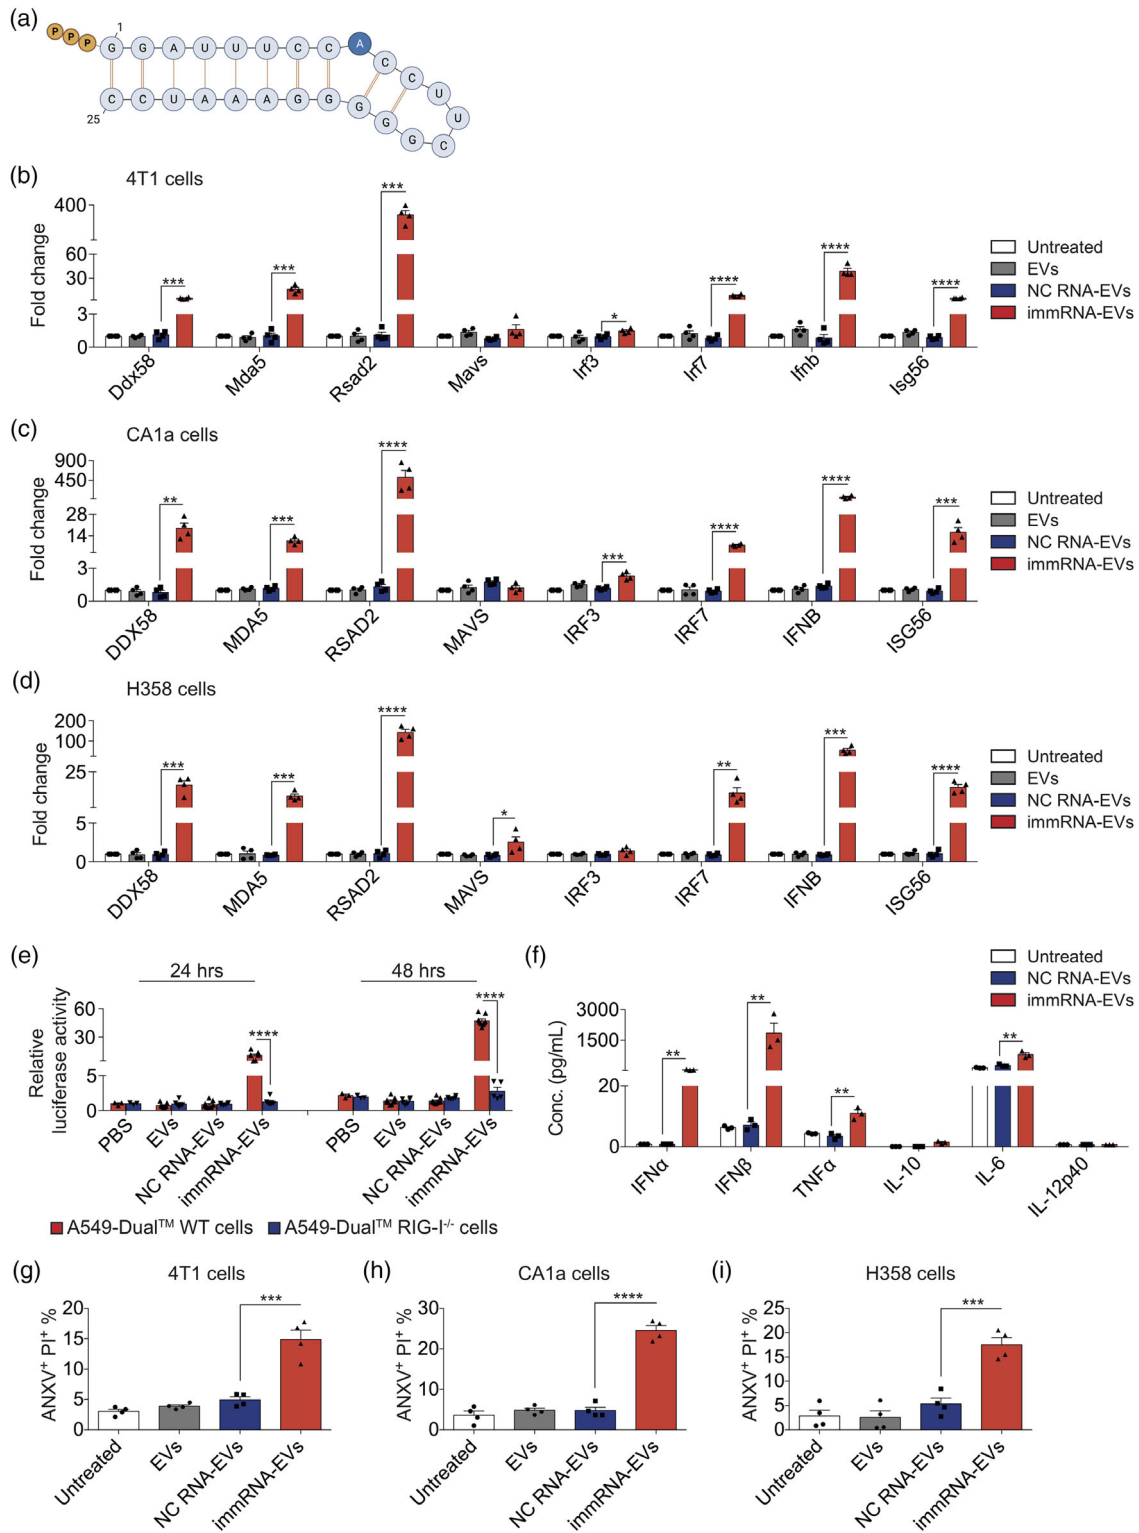 (a)
P P P 1
G G A U U U C C A C C U U
C C U A A A G G G G G C
25
(b) 4T1 cells
Fold change
400
60
30
3
0
*** *** *** * **** **** ****
Ddx58 Mda5 Rsad2 Mavs Irf3 Irf7 Ifnb Isg56
Untreated
EVs
NC RNA-EVs
immRNA-EVs
(c) CA1a cells
Fold change
900
450
28
14
3
0
** *** **** *** **** **** ***
DDX58 MDA5 RSAD2 MAVS IRF3 IRF7 IFNB ISG56
Untreated
EVs
NC RNA-EVs
immRNA-EVs
(d) H358 cells
Fold change
200
100
25
5
0
*** *** **** * ** *** ****
DDX58 MDA5 RSAD2 MAVS IRF3 IRF7 IFNB ISG56
Untreated
EVs
NC RNA-EVs
immRNA-EVs
(e)
24 hrs 48 hrs
Relative
luciferase activity
60
30
5
0
**** ****
PBS EVs NC RNA-EVs immRNA-EVs PBS EVs NC RNA-EVs immRNA-EVs
A549-Dual™ WT cells A549-Dual™ RIG-I-/- cells
(f)
Untreated
NC RNA-EVs
immRNA-EVs
Conc. (pg/mL)
3000
1500
20
0
** ** ** **
IFNα IFNβ TNFα IL-10 IL-6 IL-12p40
(g) 4T1 cells
ANXV+ PI+ %
20
15
10
5
0
***
Untreated EVs NC RNA-EVs immRNA-EVs
(h) CA1a cells
ANXV+ PI+ %
30
20
10
0
****
Untreated EVs NC RNA-EVs immRNA-EVs
(i) H358 cells
ANXV+ PI+ %
25
20
15
10
5
0
***
Untreated EVs NC RNA-EVs immRNA-EVs